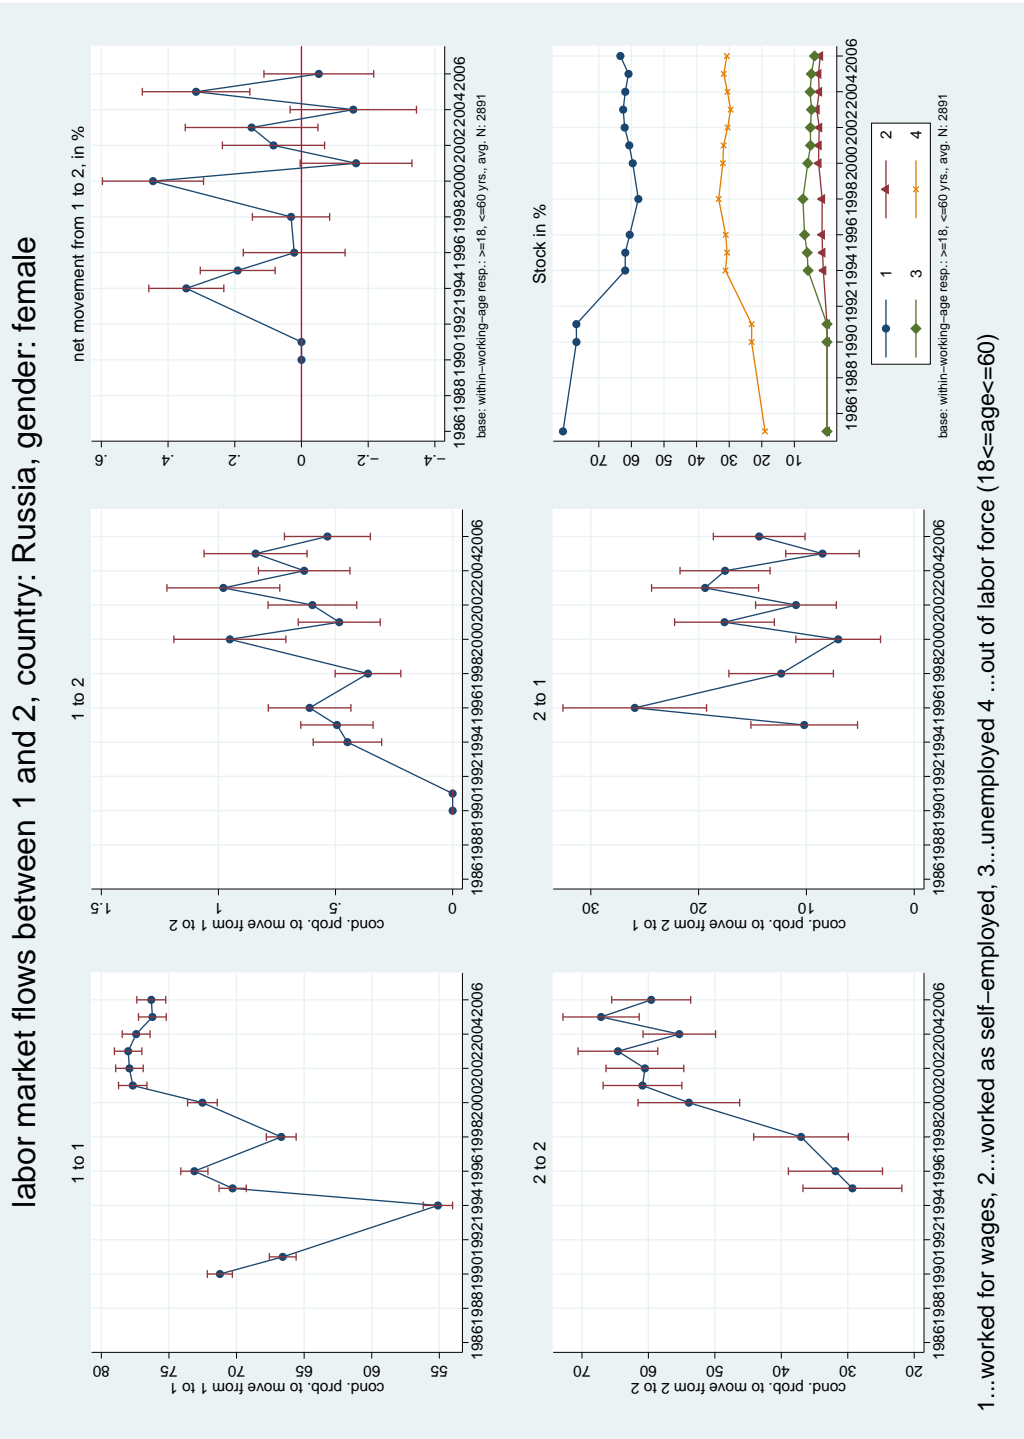 labor market flows between 1 and 2, country: Russia, gender: female
1 to 1
cond. prob. to move from 1 to 1
80
75
70
65
60
55
19861988199019921994199619982000200220042006
1 to 2
cond. prob. to move from 1 to 2
1.5
1
.5
0
19861988199019921994199619982000200220042006
net movement from 1 to 2, in %
.6
.4
.2
0
−.2
−.4
19861988199019921994199619982000200220042006
base: within−working−age resp.: >=18, <=60 yrs., avg. N: 2891
2 to 2
cond. prob. to move from 2 to 2
70
60
50
40
30
20
19861988199019921994199619982000200220042006
2 to 1
cond. prob. to move from 2 to 1
30
20
10
0
19861988199019921994199619982000200220042006
Stock in %
70
60
50
40
30
20
10
19861988199019921994199619982000200220042006
1 2
3 4
base: within−working−age resp.: >=18, <=60 yrs., avg. N: 2891
1...worked for wages, 2...worked as self−employed, 3...unemployed 4 ...out of labor force (18<=age<=60)